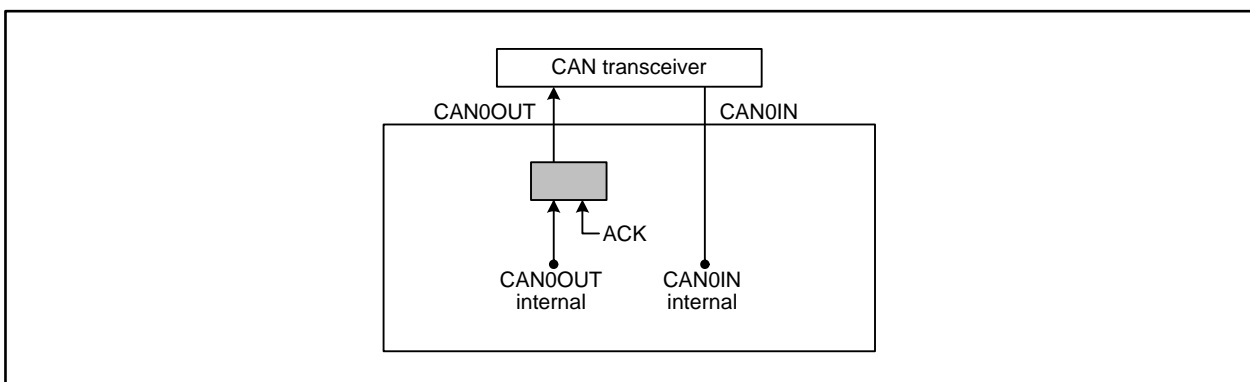 CAN transceiver
CAN0OUT
CAN0IN
ACK
CAN0OUT
internal
CAN0IN
internal